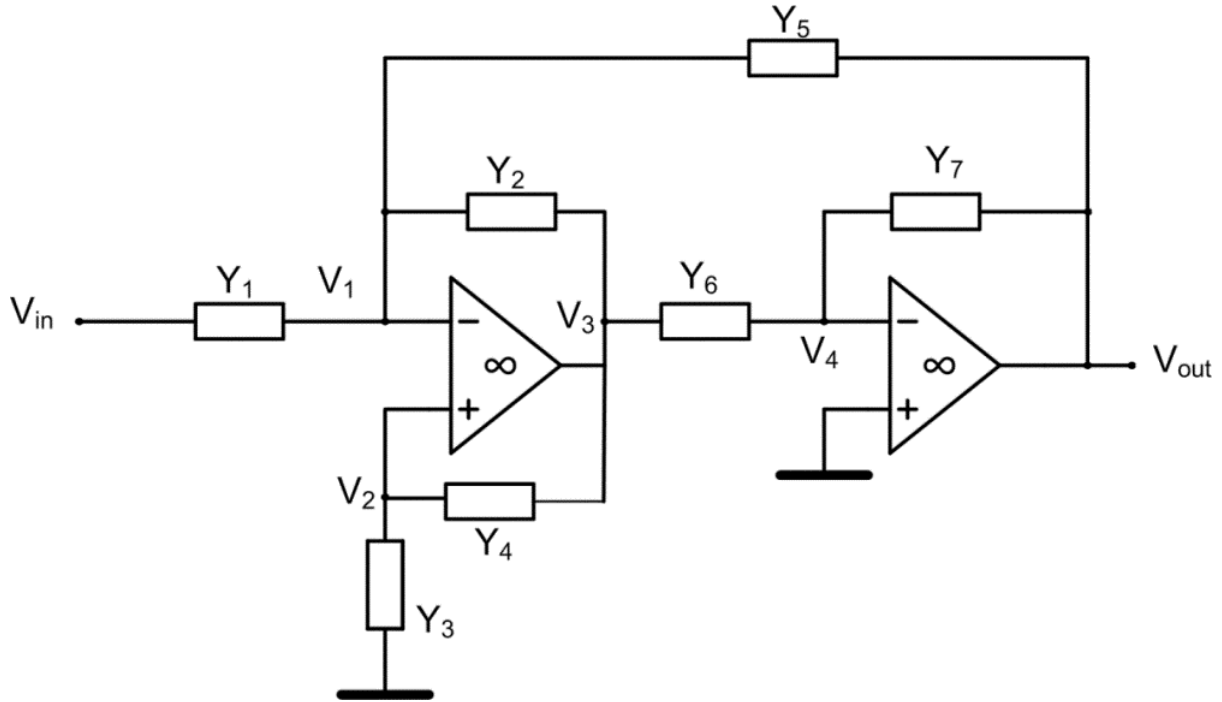 Y5
Y2
Y7
Y1
V1
Y6
V3
Vin
−
∞
+
V4
−
∞
+
Vout
V2
Y4
Y3